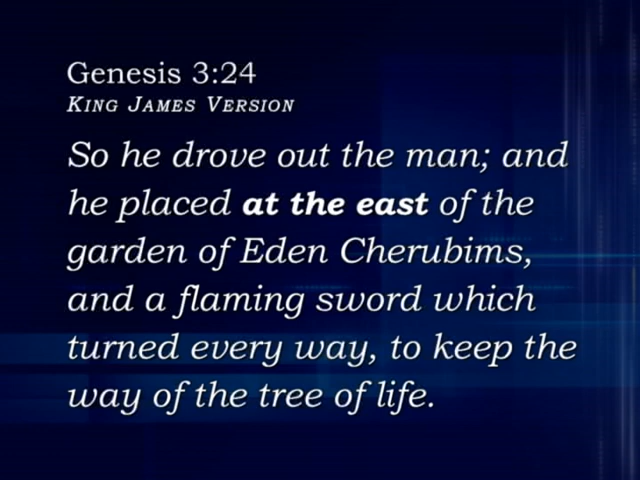 Genesis 3:24
King James Version
So he drove out the man; and
he placed at the east of the
garden of Eden Cherubims,
and a flaming sword which
turned every way, to keep the
way of the tree of life.